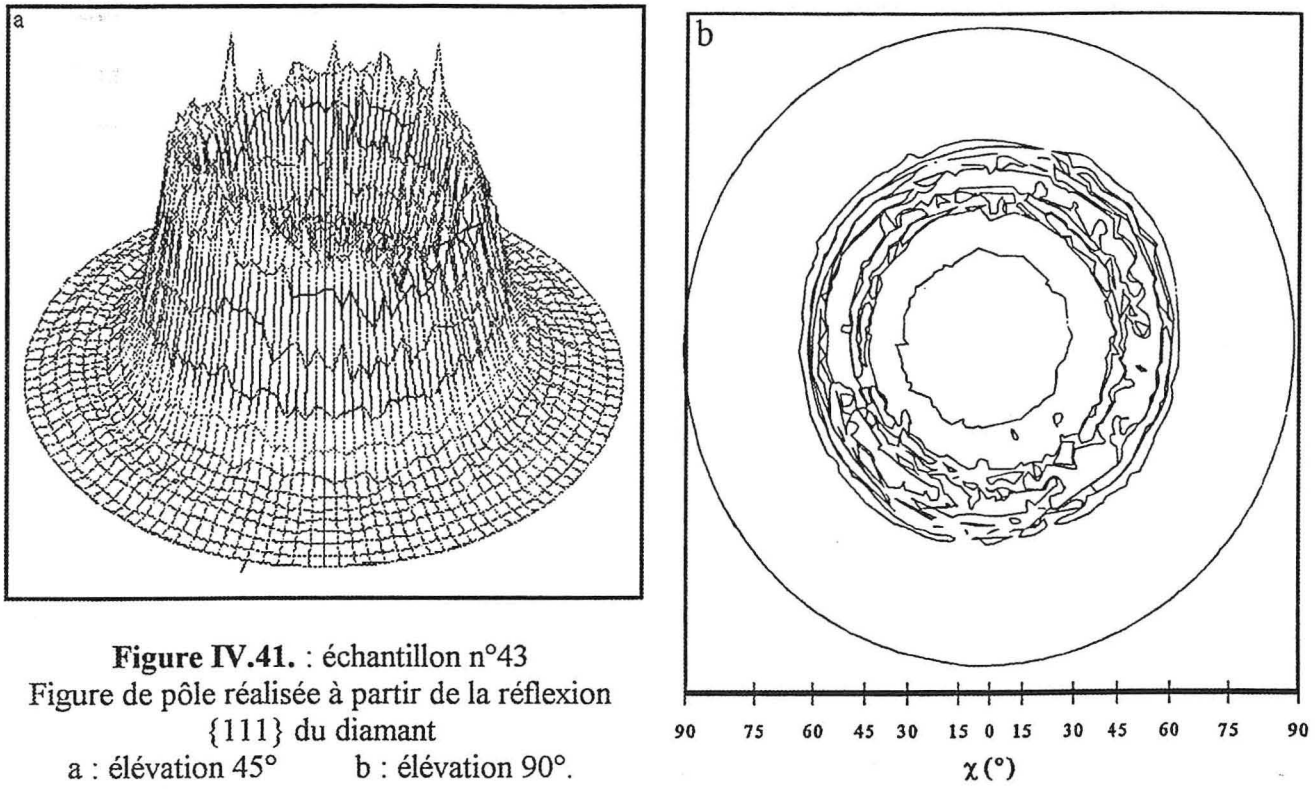 a
b
Figure IV.41. : échantillon n°43
Figure de pôle réalisée à partir de la réflexion
{111} du diamant
a : élévation 45° b : élévation 90°.
90 75 60 45 30 15 0 15 30 45 60 75 90
χ (°)